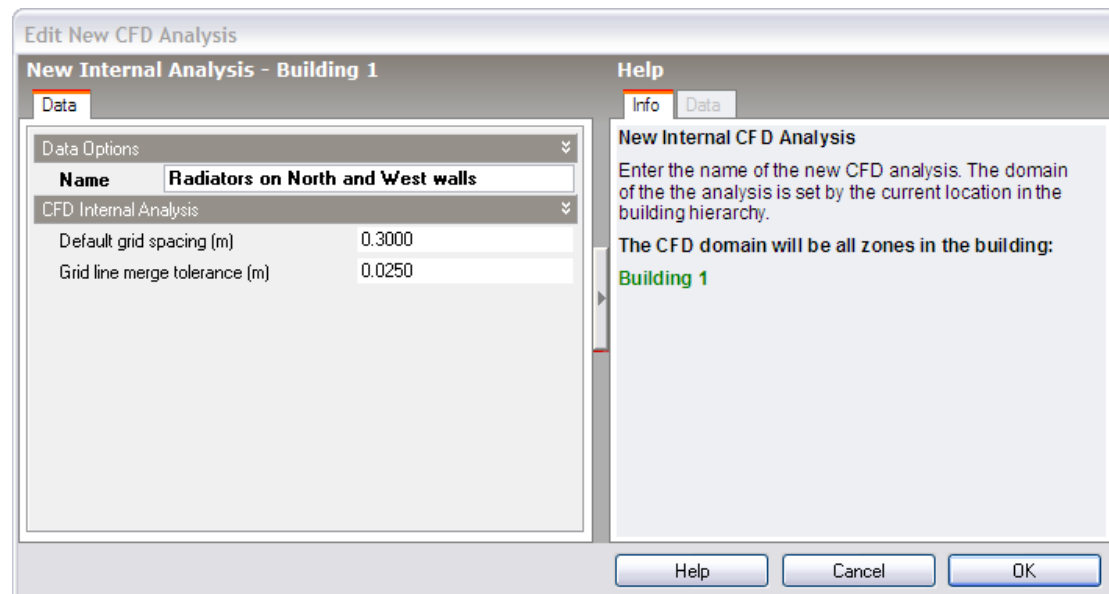 Edit New CFD Analysis
New Internal Analysis - Building 1
Data
Data Options
Name Radiators on North and West walls
CFD Internal Analysis
Default grid spacing (m) 0.3000
Grid line merge tolerance (m) 0.0250
Help
Info Data
New Internal CFD Analysis
Enter the name of the new CFD analysis. The domain
of the the analysis is set by the current location in the
building hierarchy.
The CFD domain will be all zones in the building:
Building 1
Help Cancel OK